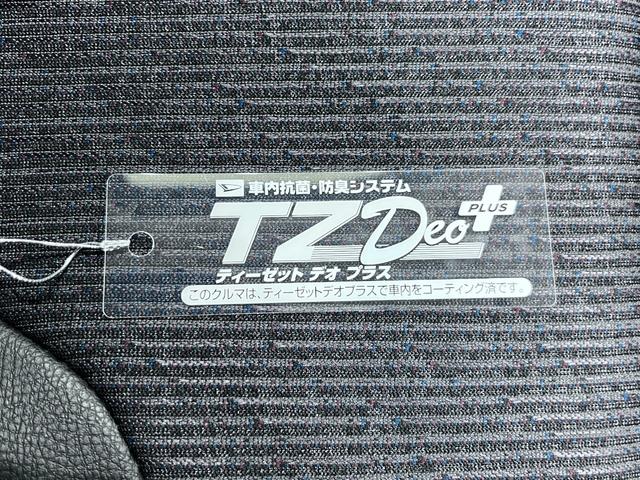 車内抗菌・防臭システム
TZ Deo PLUS
ティーゼット デオ プラス
このクルマは、ティーゼットデオプラスで車内をコーティング済です。